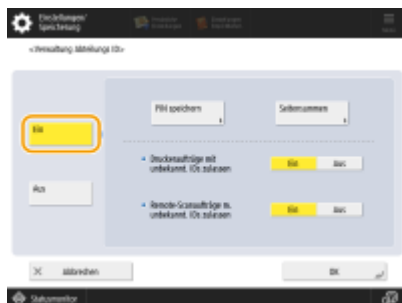 Einstellungen/
Speicherung
<Verwaltung Abteilungs ID>
PIN speichern
Seitensummen
Ein
Druckeraufträge mit
unbekannt. IDs zulassen
Ein
Aus
Aus
Remote-Scanaufträge m.
unbekannt. IDs zulassen
Ein
Aus
Abbrechen
OK
Statusmonitor